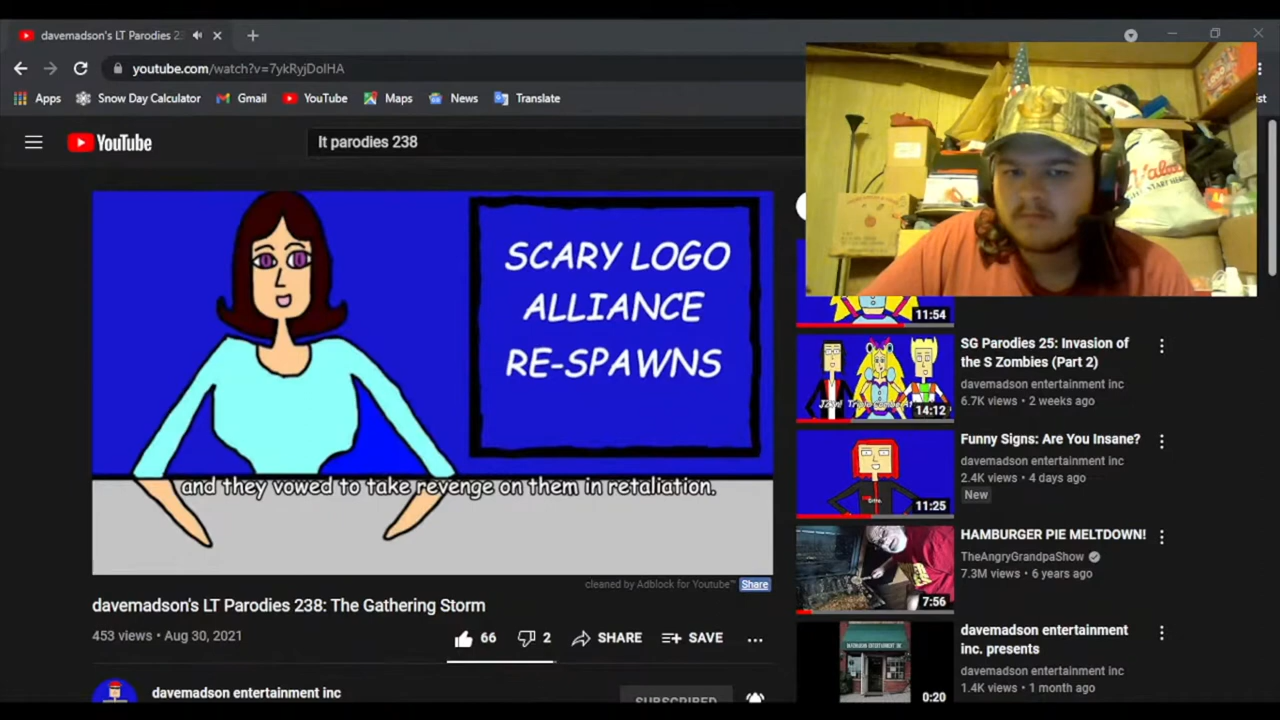 davemadson's LT Parodies 23
youtube.com/watch?v=7ykRyjDoIHA
Apps Snow Day Calculator Gmail YouTube Maps News Translate
YouTube
lt parodies 238
SCARY LOGO
ALLIANCE
RE-SPAWNS
and they vowed to take revenge on them in retaliation.
cleaned by Adblock for Youtube™ Share
davemadson's LT Parodies 238: The Gathering Storm
453 views • Aug 30, 2021
66 2 SHARE SAVE
davemadson entertainment inc
SUBSCRIBED
11:54
SG Parodies 25: Invasion of
the S Zombies (Part 2)
davemadson entertainment inc
6.7K views • 2 weeks ago
14:12
Funny Signs: Are You Insane?
davemadson entertainment inc
2.4K views • 4 days ago
New
11:25
HAMBURGER PIE MELTDOWN!
TheAngryGrandpaShow
7.3M views • 6 years ago
7:56
davemadson entertainment
inc. presents
davemadson entertainment inc
1.4K views • 1 month ago
0:20